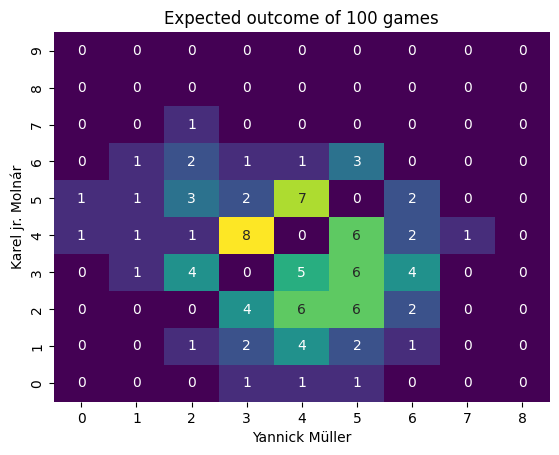 Expected outcome of 100 games
Karel jr. Molnár
9 0 0 0 0 0 0 0 0 0
8 0 0 0 0 0 0 0 0 0
7 0 0 1 0 0 0 0 0 0
6 0 1 2 1 1 3 0 0 0
5 1 1 3 2 7 0 2 0 0
4 1 1 1 8 0 6 2 1 0
3 0 1 4 0 5 6 4 0 0
2 0 0 0 4 6 6 2 0 0
1 0 0 1 2 4 2 1 0 0
0 0 0 0 1 1 1 0 0 0
0 1 2 3 4 5 6 7 8
Yannick Müller